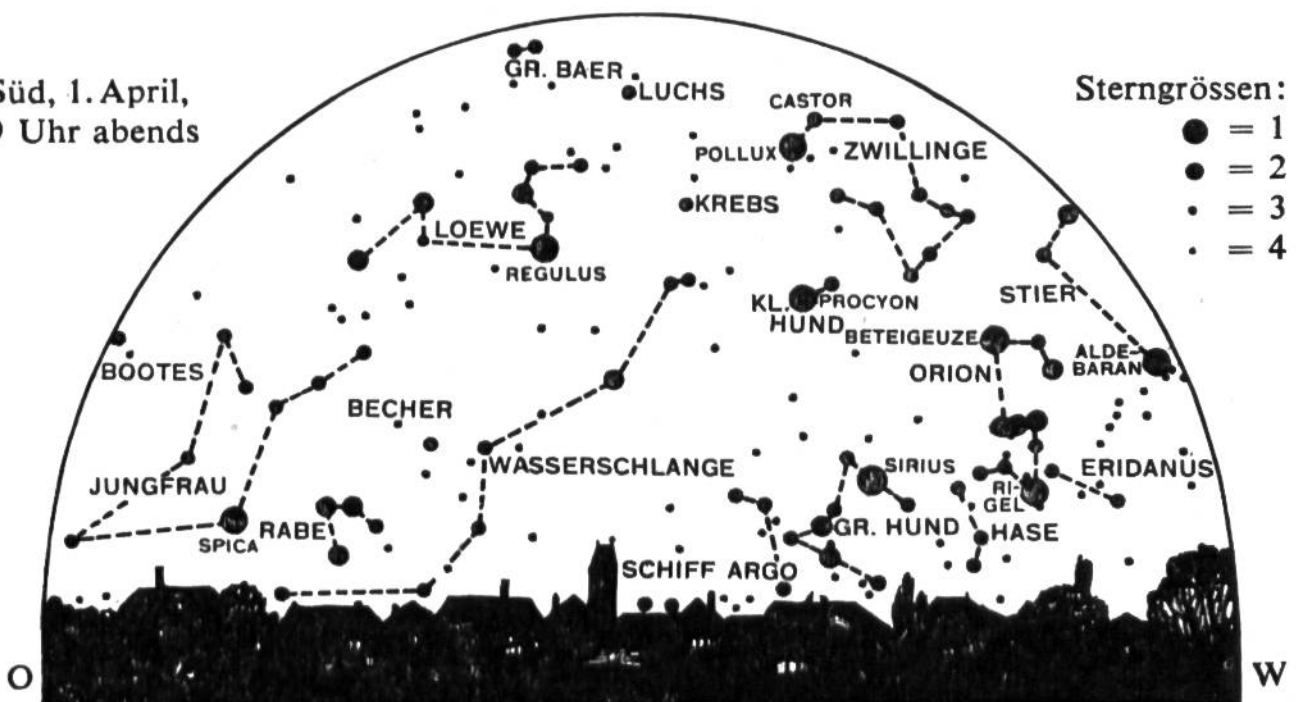 Süd, 1. April,
Uhr abends
Sterngrössen:
= 1
= 2
= 3
= 4
GR. BAER
LUCHS
CASTOR
POLLUX
ZWILLINGE
KREBS
LOEWE
REGULUS
STIER
KL.
HUND
PROCYON
BETEIGEUZE
ALDE-
BARAN
ORION
BOOTES
BECHER
WASSERSCHLANGE
SIRIUS
ERIDANUS
JUNGFRAU
RI-
GEL
SPICA
RABE
GR. HUND
HASE
SCHIFF ARGO
O
W